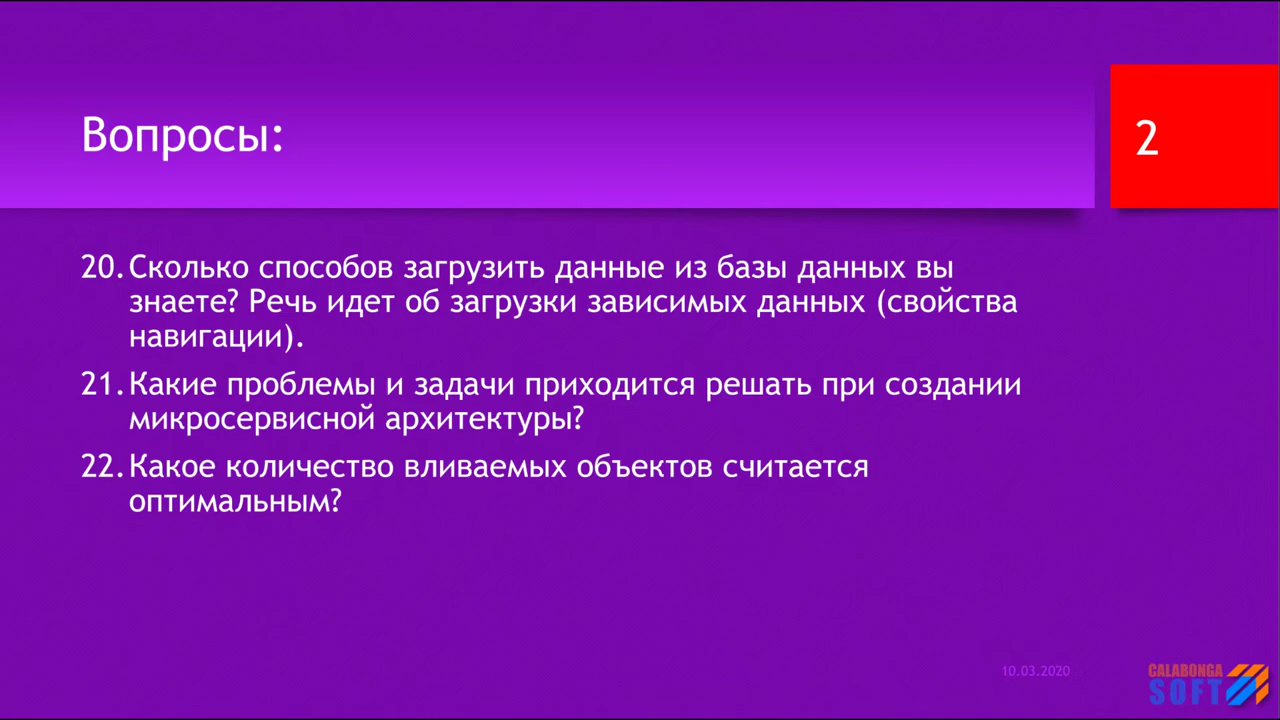 Вопросы:
2
20. Сколько способов загрузить данные из базы данных вы
знаете? Речь идет об загрузки зависимых данных (свойства
навигации).
21. Какие проблемы и задачи приходится решать при создании
микросервисной архитектуры?
22. Какое количество вливаемых объектов считается
оптимальным?
10.03.2020
CALABONGA
SOFT